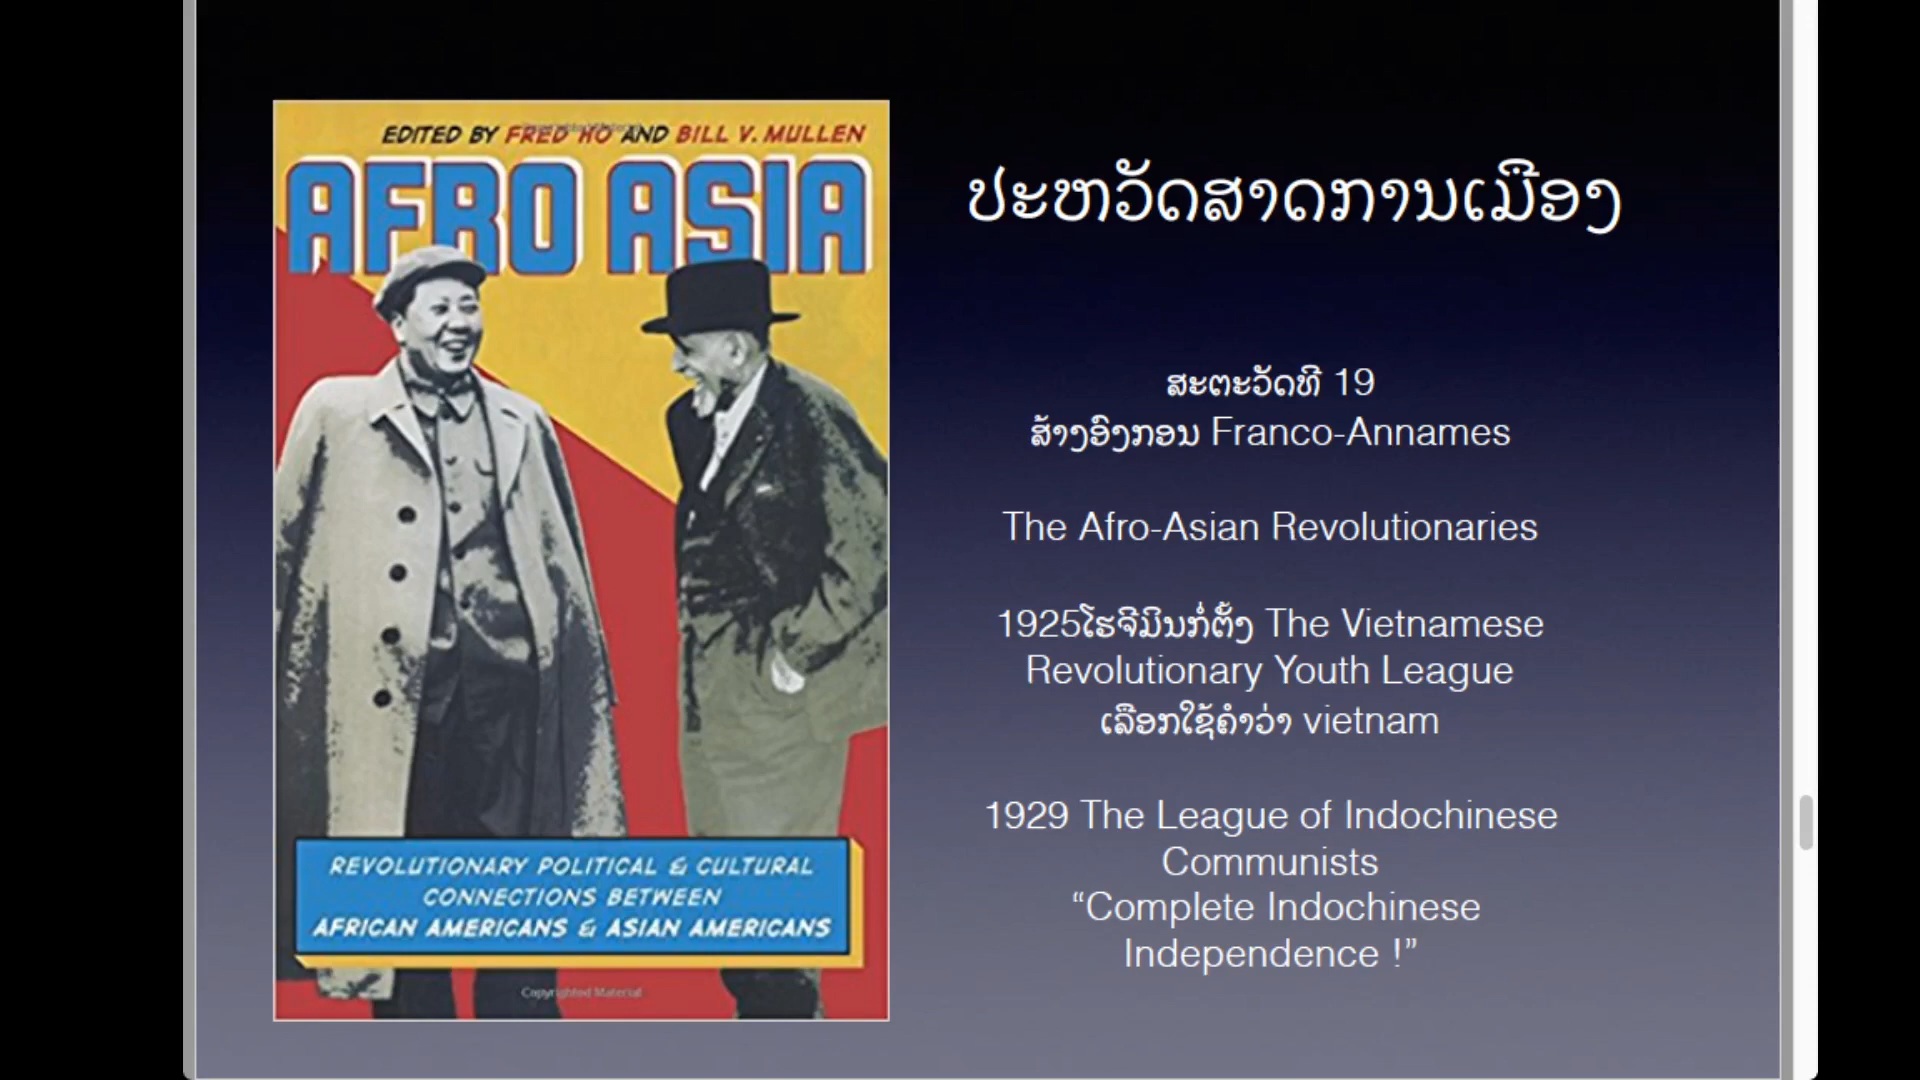 EDITED BY FRED HO AND BILL V. MULLEN
AFRO ASIA
REVOLUTIONARY POLITICAL & CULTURAL
CONNECTIONS BETWEEN
AFRICAN AMERICANS & ASIAN AMERICANS
Copyrighted Material
ປະຫວັດສາດການເມືອງ
ສະຕະວັດທີ 19
ສ້າງອົງກອນ Franco-Annames
The Afro-Asian Revolutionaries
1925ໂຮຈີມິນກໍ່ຕັ້ງ The Vietnamese
Revolutionary Youth League
ເລືອກໃຊ້ຄຳວ່າ vietnam
1929 The League of Indochinese
Communists
“Complete Indochinese
Independence !”